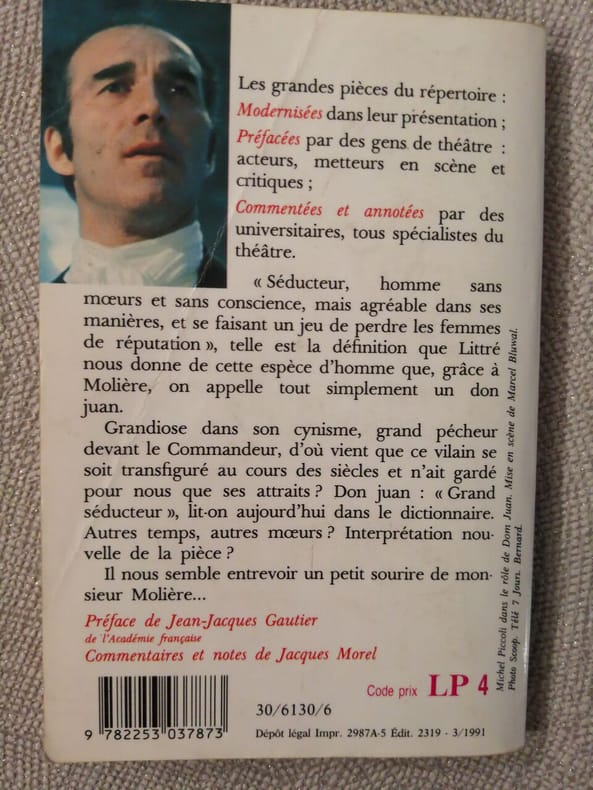 Les grandes pièces du répertoire :
Modernisées dans leur présentation ;
Préfacées par des gens de théâtre :
acteurs, metteurs en scène et
critiques ;
Commentées et annotées par des
universitaires, tous spécialistes du
théâtre.
« Séducteur, homme sans
mœurs et sans conscience, mais agréable dans ses
manières, et se faisant un jeu de perdre les femmes
de réputation », telle est la définition que Littré
nous donne de cette espèce d'homme que, grâce à
Molière, on appelle tout simplement un don
juan.
Grandiose dans son cynisme, grand pécheur
devant le Commandeur, d'où vient que ce vilain se
soit transfiguré au cours des siècles et n'ait gardé
pour nous que ses attraits ? Don juan : « Grand
séducteur », lit-on aujourd'hui dans le dictionnaire.
Autres temps, autres mœurs ? Interprétation nou-
velle de la pièce ?
Il nous semble entrevoir un petit sourire de mon-
sieur Molière...
Préface de Jean-Jacques Gautier
de l'Académie française
Commentaires et notes de Jacques Morel
Michel Piccoli dans le rôle de Dom Juan. Mise en scène de Marcel Bluwal.
Photo Scoop. Télé 7 Jours. Bernard.
Code prix LP 4
30/6130/6
9 782253 037873
Dépôt légal Impr. 2987A-5 Édit. 2319 - 3/1991